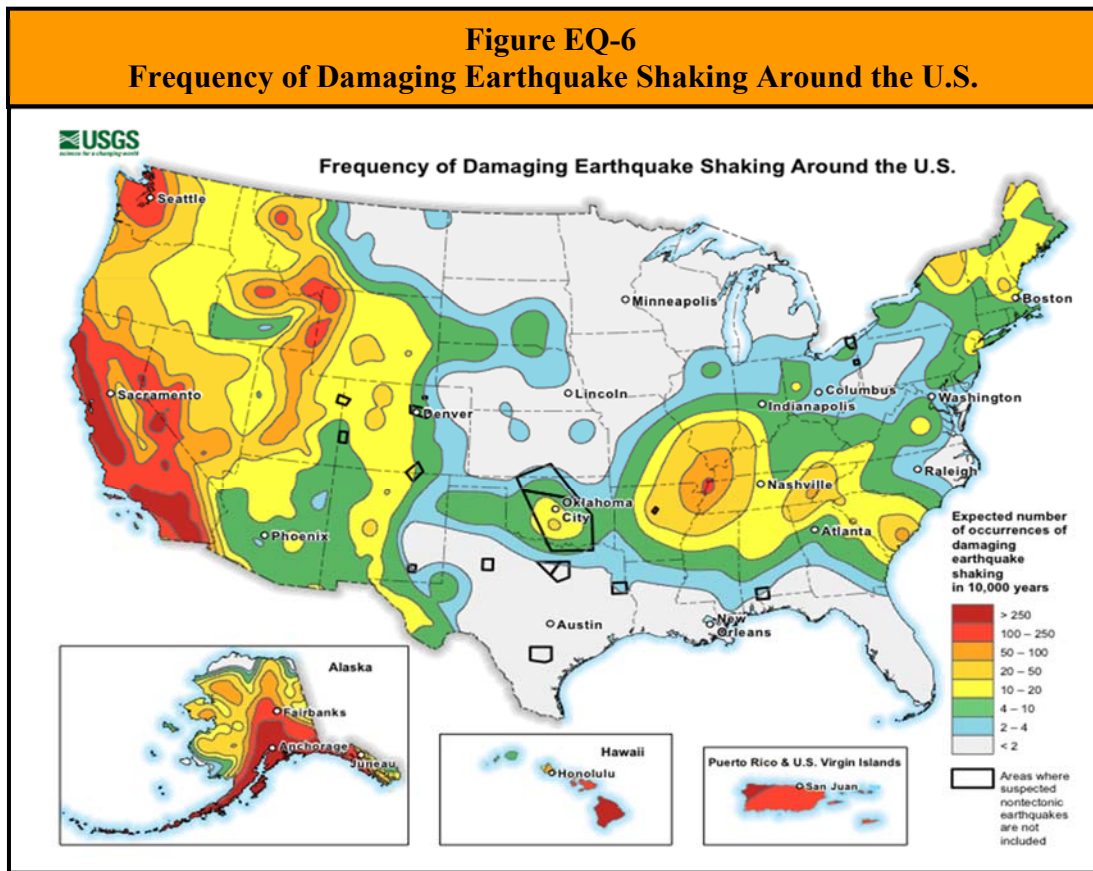 Figure EQ-6
Frequency of Damaging Earthquake Shaking Around the U.S.
USGS
science for a changing world
Frequency of Damaging Earthquake Shaking Around the U.S.
Seattle
Minneapolis
Boston
Sacramento
Denver
Lincoln
Columbus
Indianapolis
Washington
Raleigh
Nashville
Oklahoma
City
Phoenix
Atlanta
Austin
New
Orleans
Expected number
of occurrences of
damaging
earthquake
shaking
in 10,000 years
> 250
100 – 250
50 – 100
20 – 50
10 – 20
4 – 10
2 – 4
< 2
Areas where
suspected
nontectonic
earthquakes
are not
included
Alaska
Fairbanks
Anchorage
Juneau
Hawaii
Honolulu
Puerto Rico & U.S. Virgin Islands
San Juan